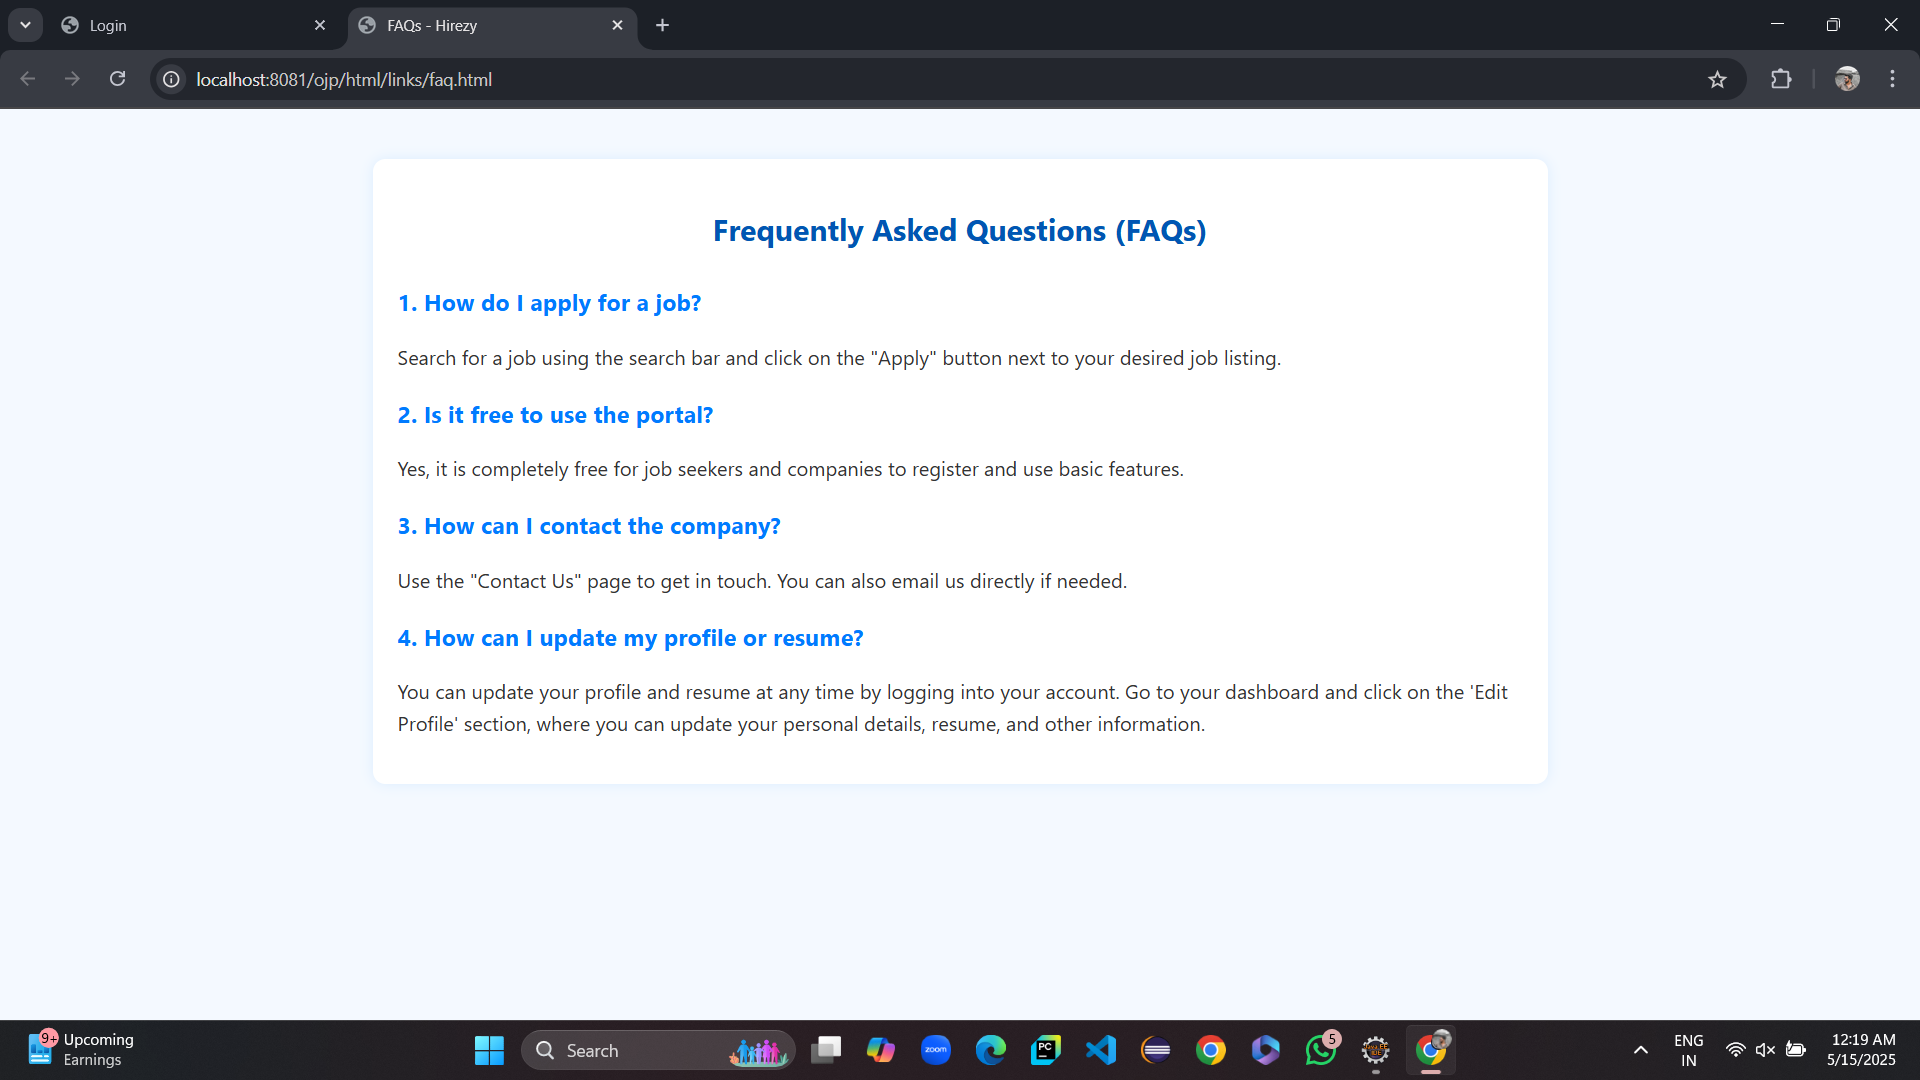 Login
FAQs - Hirezy
localhost:8081/ojp/html/links/faq.html
Frequently Asked Questions (FAQs)
1. How do I apply for a job?
Search for a job using the search bar and click on the "Apply" button next to your desired job listing.
2. Is it free to use the portal?
Yes, it is completely free for job seekers and companies to register and use basic features.
3. How can I contact the company?
Use the "Contact Us" page to get in touch. You can also email us directly if needed.
4. How can I update my profile or resume?
You can update your profile and resume at any time by logging into your account. Go to your dashboard and click on the 'Edit
Profile' section, where you can update your personal details, resume, and other information.
9+
Upcoming
Earnings
Search
zoom
PC
5
ENG
IN
12:19 AM
5/15/2025